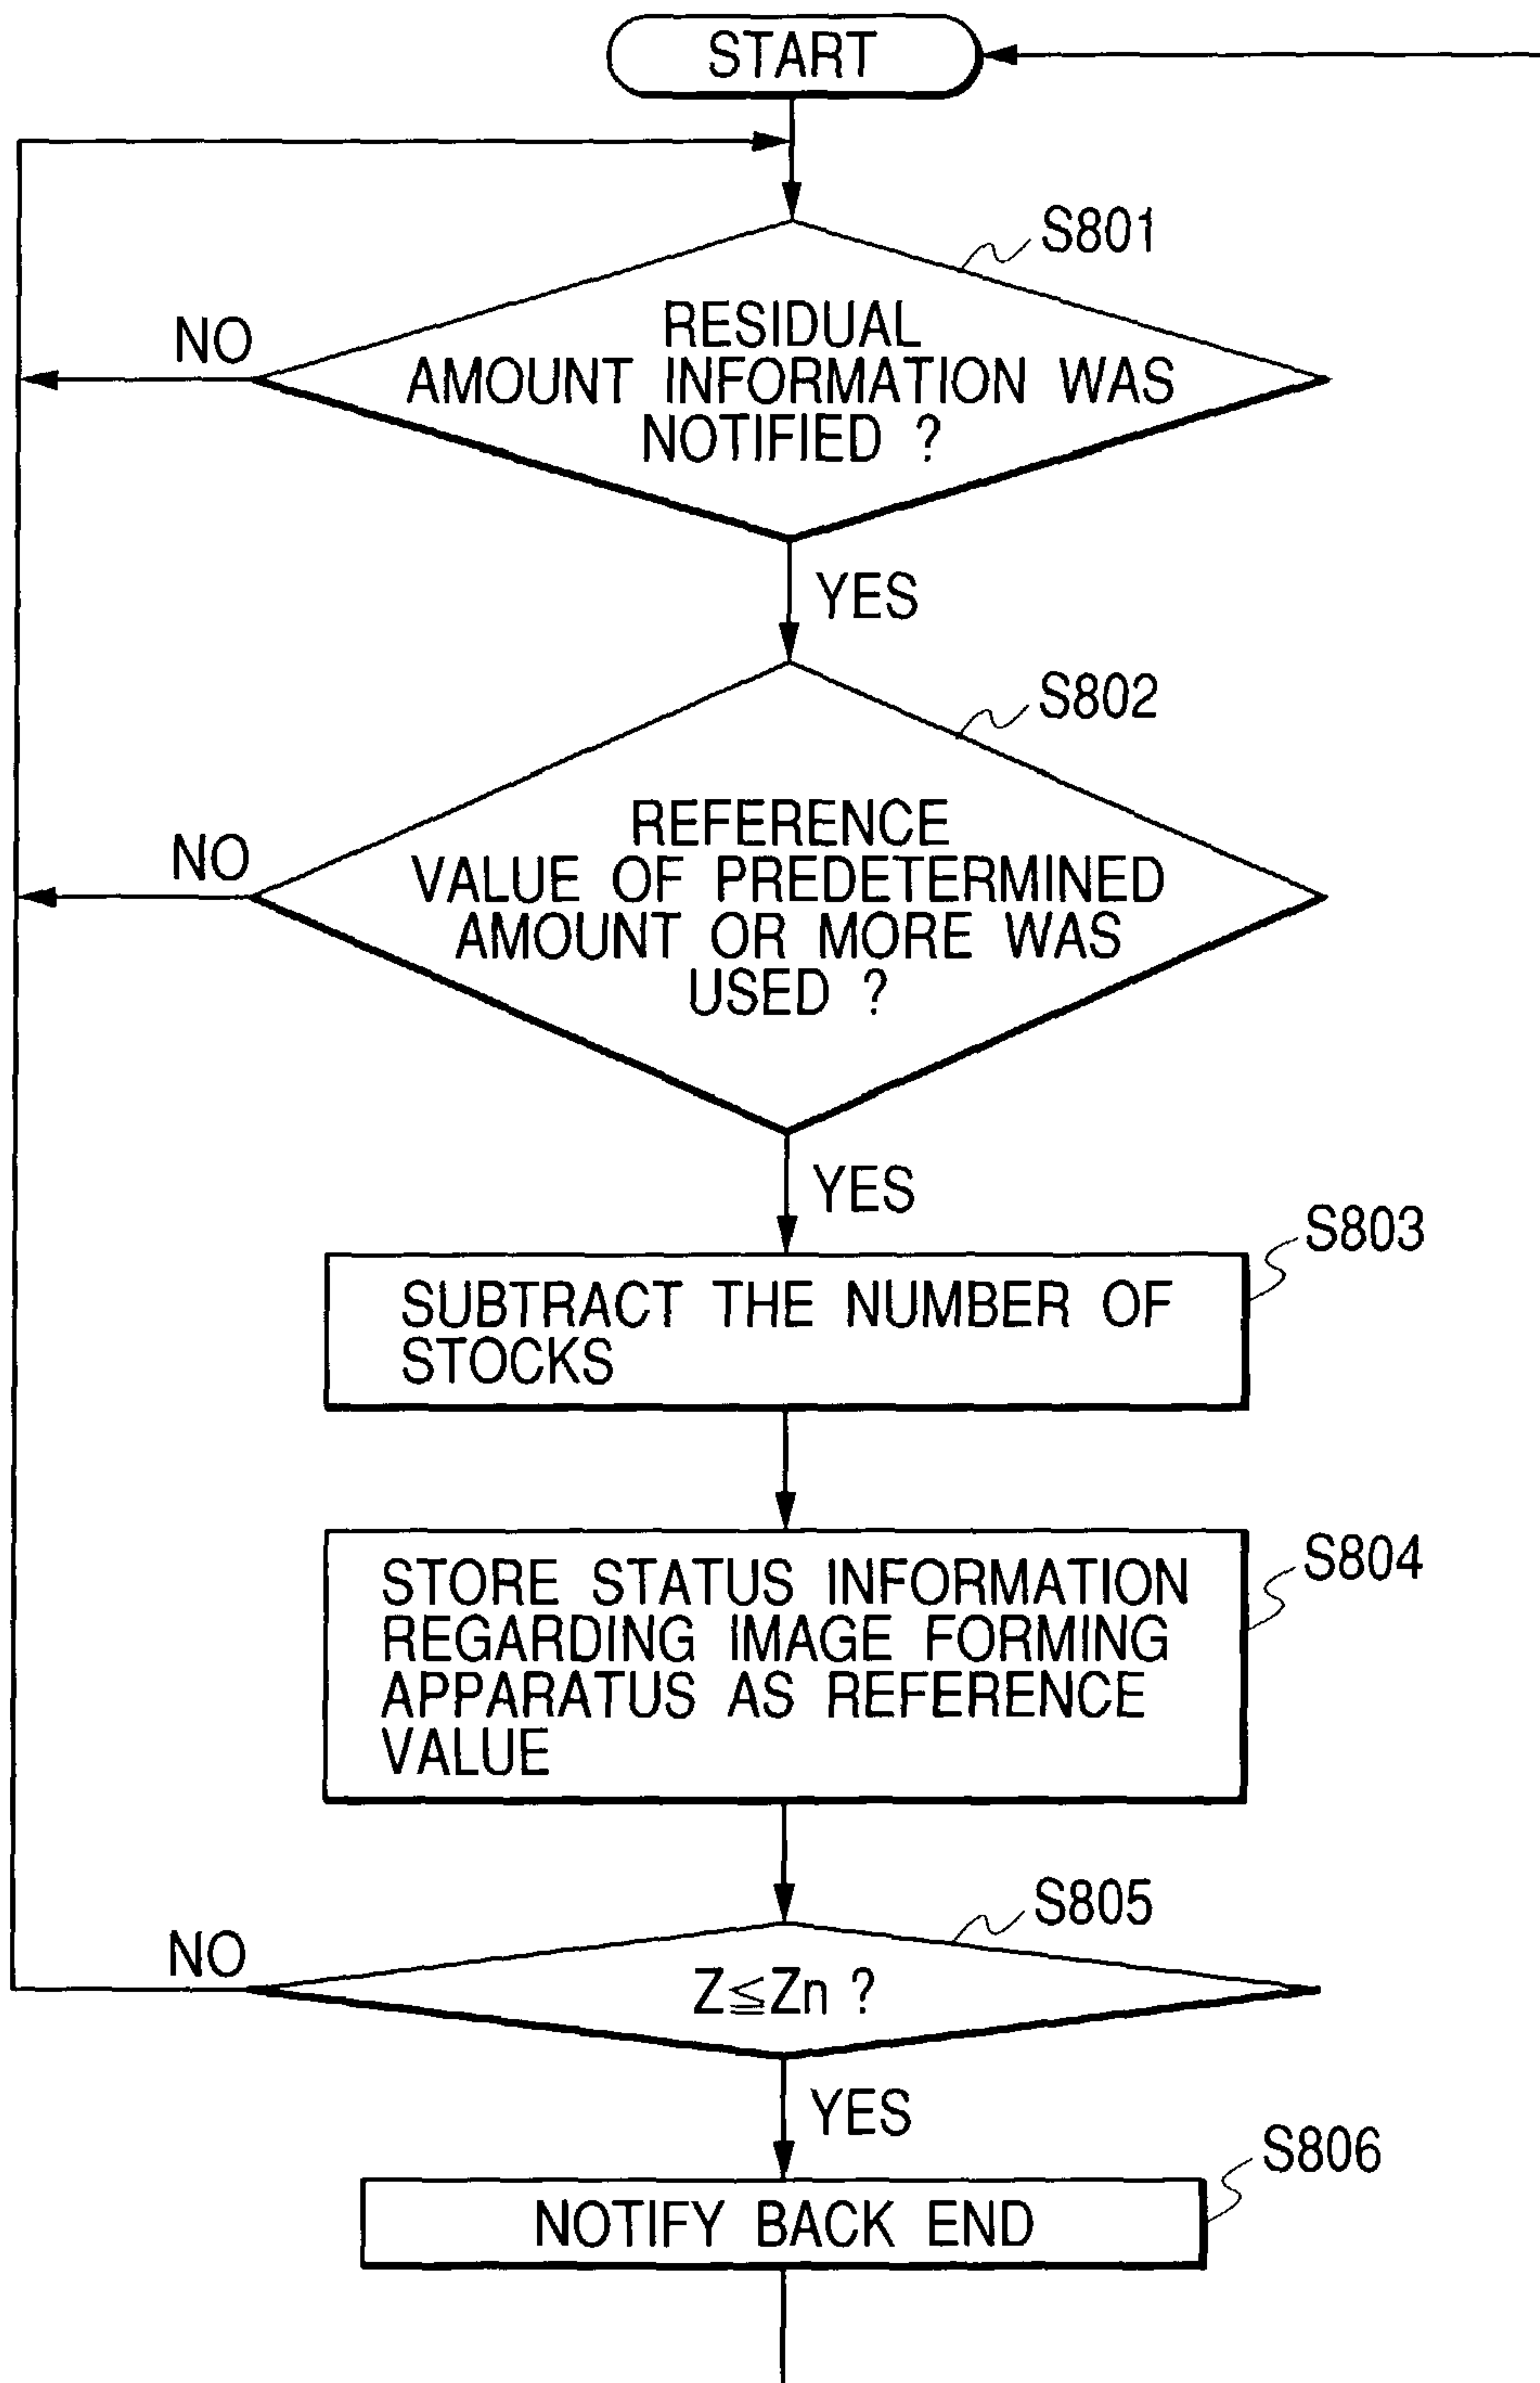 START
S801
RESIDUAL
AMOUNT INFORMATION WAS
NOTIFIED ?
NO
YES
S802
REFERENCE
VALUE OF PREDETERMINED
AMOUNT OR MORE WAS
USED ?
NO
YES
S803
SUBTRACT THE NUMBER OF
STOCKS
S804
STORE STATUS INFORMATION
REGARDING IMAGE FORMING
APPARATUS AS REFERENCE
VALUE
S805
Z≦Zn ?
NO
YES
S806
NOTIFY BACK END